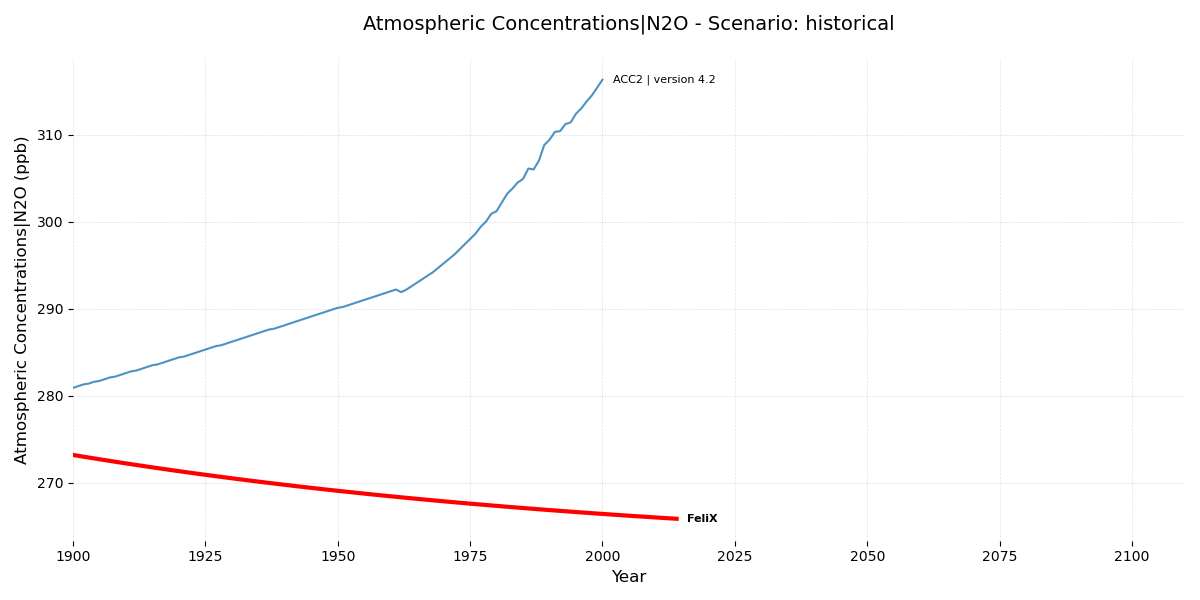 Atmospheric Concentrations|N2O - Scenario: historical
ACC2 | version 4.2
310
300
290
280
270
Atmospheric Concentrations|N2O (ppb)
FeliX
1900 1925 1950 1975 2000 2025 2050 2075 2100
Year